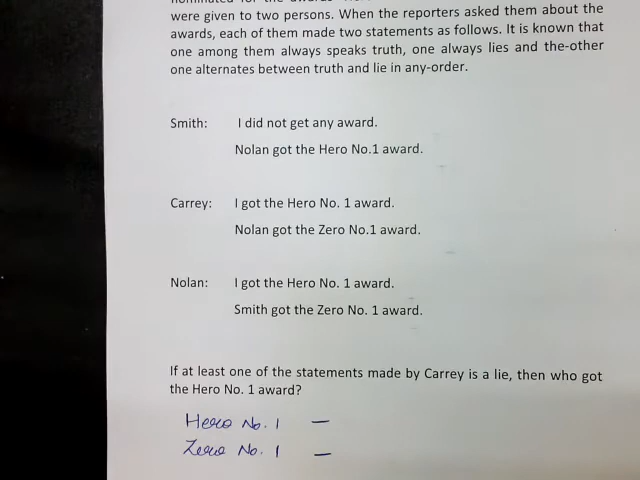 were given to two persons. When the reporters asked them about the
awards, each of them made two statements as follows. It is known that
one among them always speaks truth, one always lies and the-other
one alternates between truth and lie in any-order.
Smith: I did not get any award.
Nolan got the Hero No.1 award.
Carrey: I got the Hero No. 1 award.
Nolan got the Zero No.1 award.
Nolan: I got the Hero No. 1 award.
Smith got the Zero No. 1 award.
If at least one of the statements made by Carrey is a lie, then who got
the Hero No. 1 award?
Hero No. 1 —
Zero No. 1 —